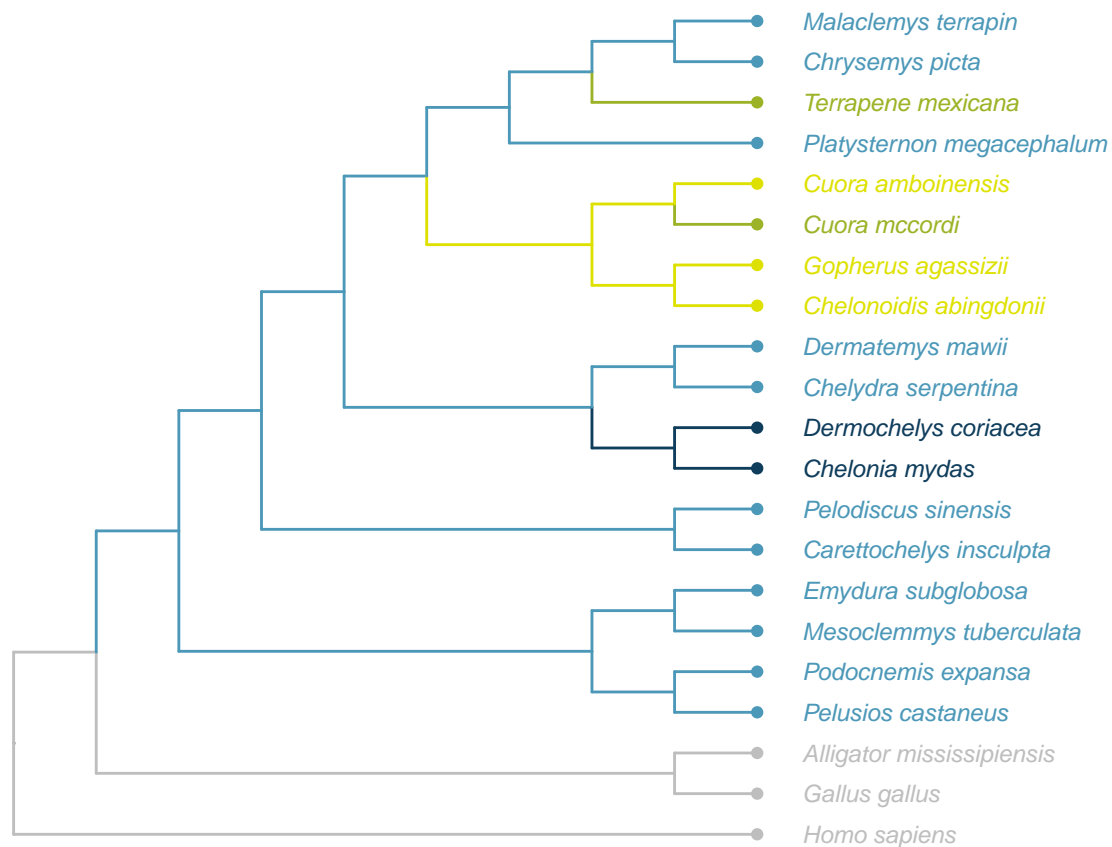 Malaclemys terrapin
Chrysemys picta
Terrapene mexicana
Platysternon megacephalum
Cuora amboinensis
Cuora mccordi
Gopherus agassizii
Chelonoidis abingdonii
Dermatemys mawii
Chelydra serpentina
Dermochelys coriacea
Chelonia mydas
Pelodiscus sinensis
Carettochelys insculpta
Emydura subglobosa
Mesoclemmys tuberculata
Podocnemis expansa
Pelusios castaneus
Alligator mississipiensis
Gallus gallus
Homo sapiens